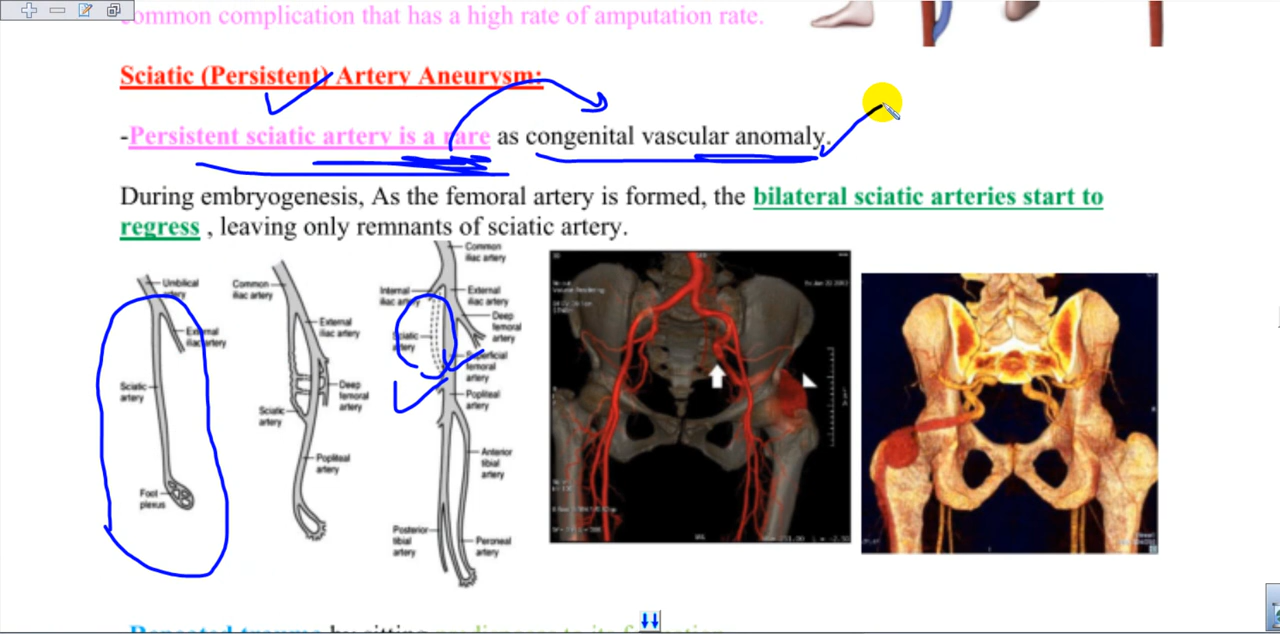 common complication that has a high rate of amputation rate.
Sciatic (Persistent) Artery Aneurysm:
-Persistent sciatic artery is a rare as congenital vascular anomaly.
During embryogenesis, As the femoral artery is formed, the bilateral sciatic arteries start to
regress , leaving only remnants of sciatic artery.
Umbilical
artery
External
iliac artery
Sciatic
artery
Foot
plexus
Common
iliac artery
External
iliac artery
Deep
femoral
artery
Sciatic
artery
Popliteal
artery
Common
iliac artery
Internal
iliac artery
External
iliac artery
Deep
femoral
artery
Sciatic
artery
Superficial
femoral
artery
Popliteal
artery
Anterior
tibial
artery
Posterior
tibial
artery
Peroneal
artery
Repeated trauma by sitting